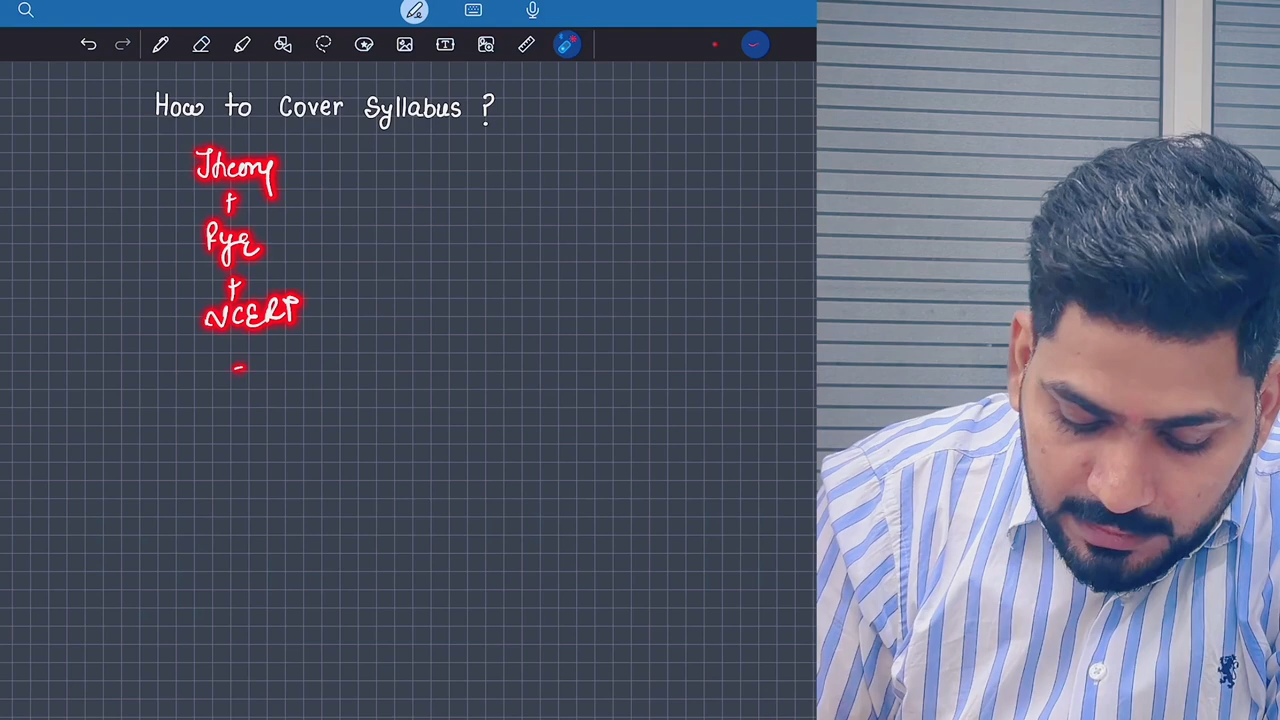 How to Cover Syllabus ?
Theory
+
Pyq
+
NCERT
-